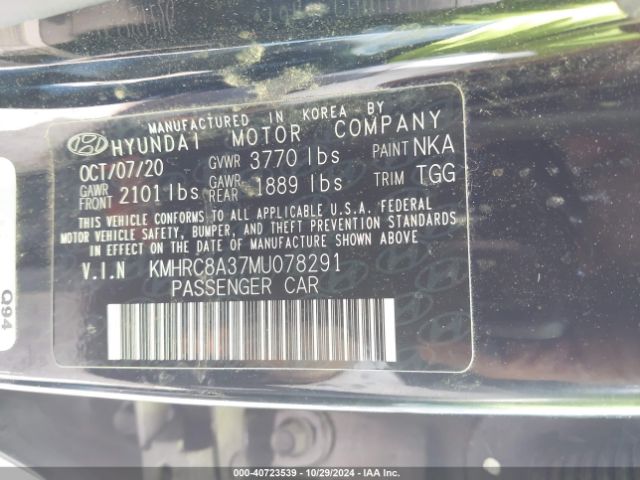 MANUFACTURED IN KOREA BY
HYUNDAI MOTOR COMPANY
OCT/07/20 GVWR 3770 lbs PAINT NKA
GAWR FRONT 2101 lbs GAWR REAR 1889 lbs TRIM TGG
THIS VEHICLE CONFORMS TO ALL APPLICABLE U.S.A. FEDERAL
MOTOR VEHICLE SAFETY, BUMPER, AND THEFT PREVENTION STANDARDS
IN EFFECT ON THE DATE OF MANUFACTURE SHOWN ABOVE.
V.I.N KMHRC8A37MU078291
PASSENGER CAR
Q94
000-40723539 - 10/29/2024 - IAA Inc.